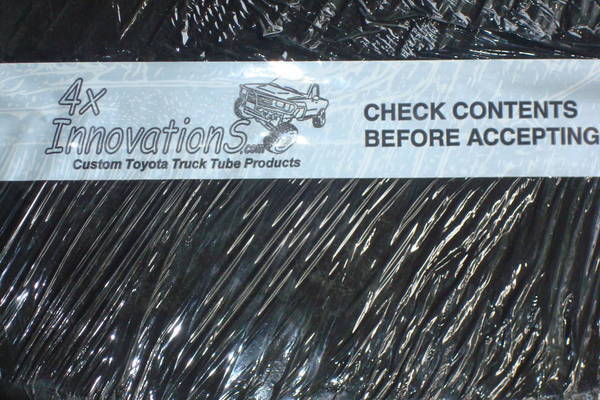 4x
InnovationS.com
Custom Toyota Truck Tube Products
CHECK CONTENTS
BEFORE ACCEPTING